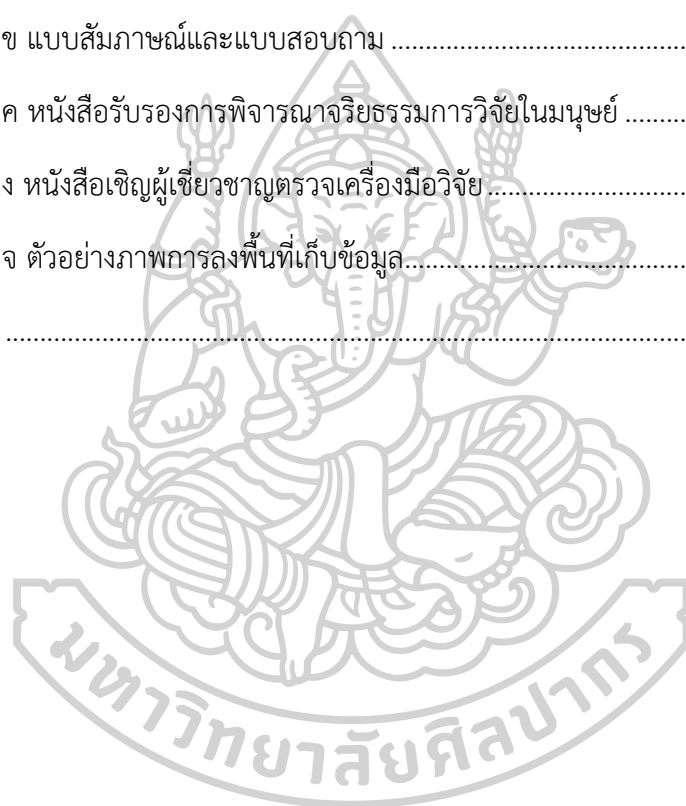 ข แบบสัมภาษณ์และแบบสอบถาม ............................................
ค หนังสือรับรองการพิจารณาจริยธรรมการวิจัยในมนุษย์ .........
ง หนังสือเชิญผู้เชี่ยวชาญตรวจเครื่องมือวิจัย..............................
จ ตัวอย่างภาพการลงพื้นที่เก็บข้อมูล..........................................
.....................................................................................................
มหาวิทยาลัยศิลปากร